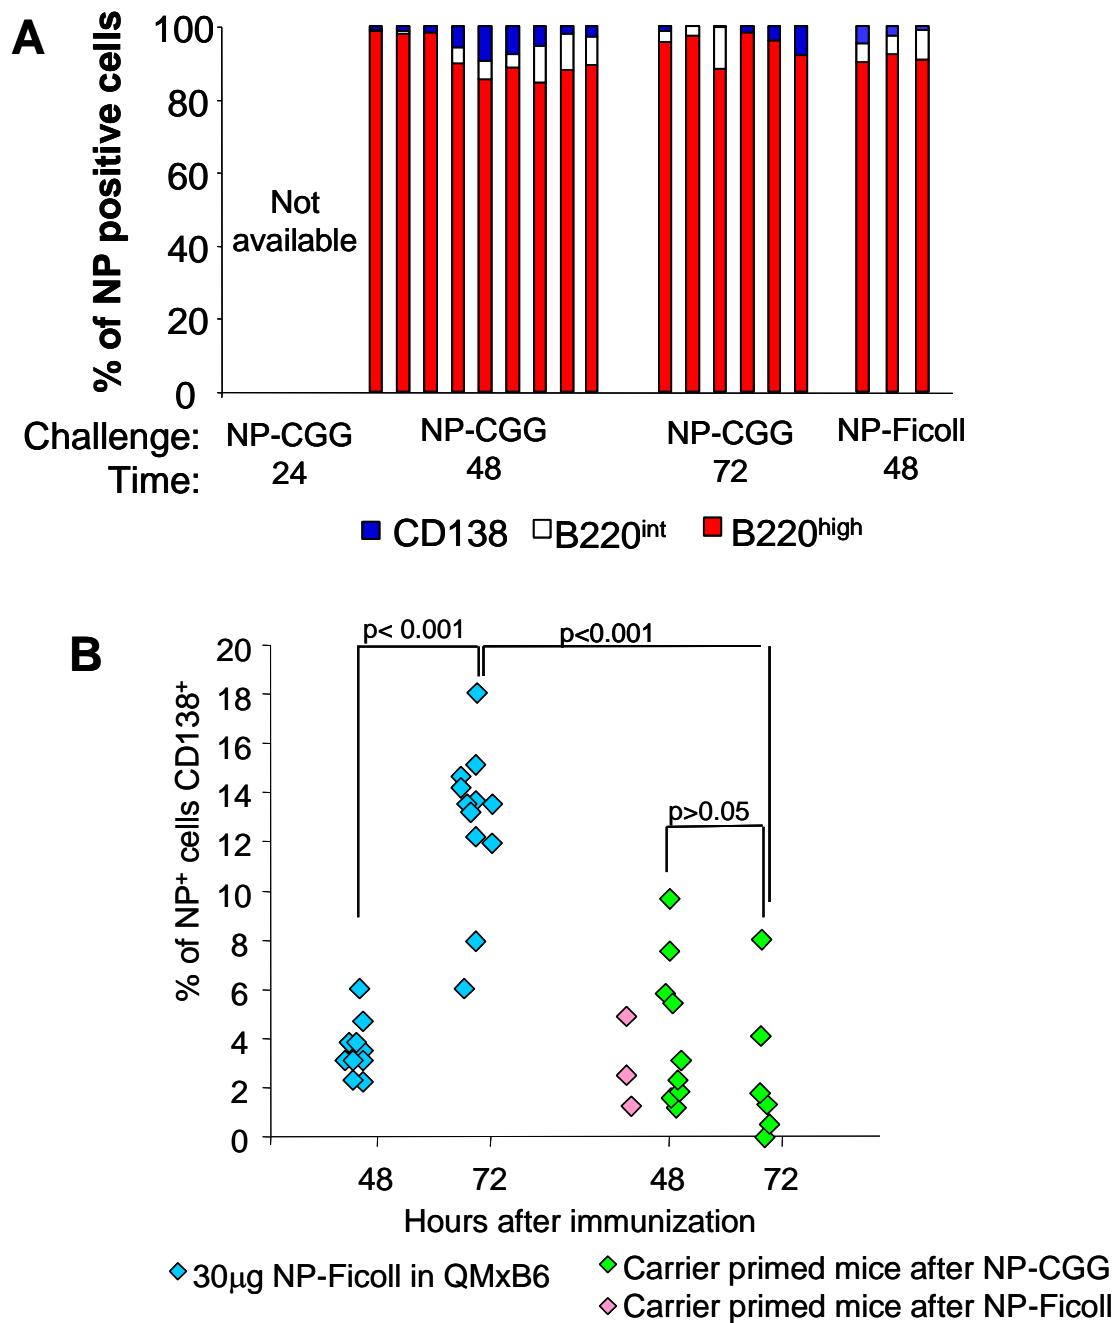 A
% of NP positive cells
100
80
60
40
20
0
Not
available
Challenge: NP-CGG NP-CGG NP-CGG NP-Ficoll
Time: 24 48 72 48
CD138 B220int B220high
B
% of NP+ cells CD138+
p< 0.001 p<0.001
20
18
16
14
p>0.05
12
10
8
6
4
2
0
48 72 48 72
Hours after immunization
30µg NP-Ficoll in QMxB6
Carrier primed mice after NP-CGG
Carrier primed mice after NP-Ficoll